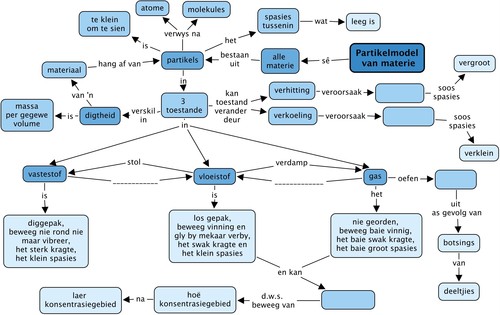 te klein
om te sien
atome
molekules
verwys na
spasies
tussenin
wat
leeg is
is
het
materiaal
hang af van
partikels
bestaan
uit
alle
materie
sê
Partikelmodel
van materie
vergroot
van 'n
in
massa
per gegewe
volume
is
digtheid
verskil
in
3
toestande
kan
toestand
verander
deur
verhitting
veroorsaak
soos
spasies
verkoeling
veroorsaak
soos
spasies
verklein
in
vastestof
stol
____________
vloeistof
verdamp
____________
gas
oefen
is
is
het
uit
as gevolg van
diggepak,
beweeg nie rond nie
maar vibreer,
het sterk kragte,
het klein spasies
los gepak,
beweeg vinning en
gly by mekaar verby,
het swak kragte en
het klein spasies
nie georden,
beweeg baie vinnig,
het baie swak kragte,
het baie groot spasies
botsings
van
deeltjies
en kan
laer
konsentrasiegebied
na
hoë
konsentrasiegebied
d.w.s.
beweeg van